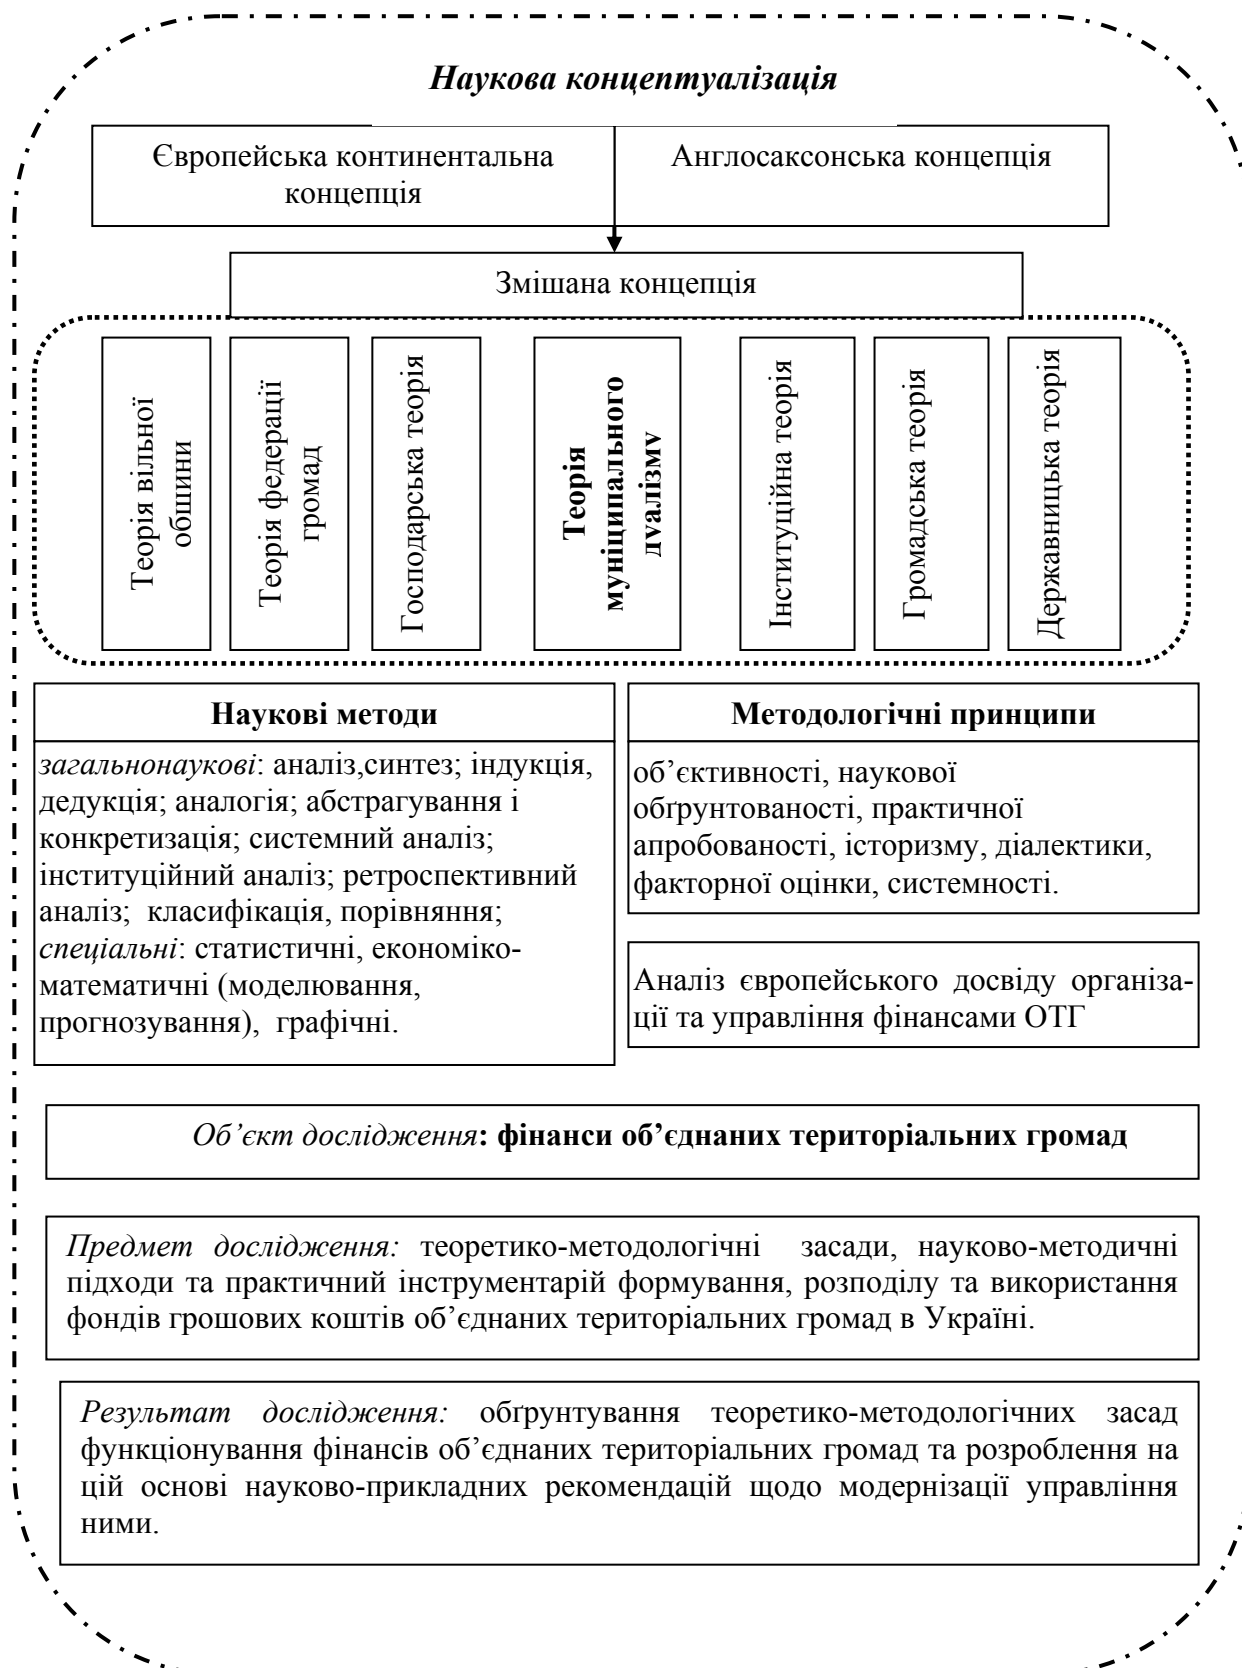 Наукова концептуалізація
Європейська континентальна
концепція
Англосаксонська концепція
Змішана концепція
Теорія вільної
обшини
Теорія федерації
громад
Господарська теорія
Теорія
муніципального
дуалізму
Інституційна теорія
Громадська теорія
Державницька теорія
Наукові методи
загальнонаукові: аналіз,синтез; індукція,
дедукція; аналогія; абстрагування і
конкретизація; системний аналіз;
інституційний аналіз; ретроспективний
аналіз; класифікація, порівняння;
спеціальні: статистичні, економіко-
математичні (моделювання,
прогнозування), графічні.
Методологічні принципи
об’єктивності, наукової
обґрунтованості, практичної
апробованості, історизму, діалектики,
факторної оцінки, системності.
Аналіз європейського досвіду організа-
ції та управління фінансами ОТГ
Об’єкт дослідження: фінанси об’єднаних територіальних громад
Предмет дослідження: теоретико-методологічні засади, науково-методичні
підходи та практичний інструментарій формування, розподілу та використання
фондів грошових коштів об’єднаних територіальних громад в Україні.
Результат дослідження: обґрунтування теоретико-методологічних засад
функціонування фінансів об’єднаних територіальних громад та розроблення на
цій основі науково-прикладних рекомендацій щодо модернізації управління
ними.